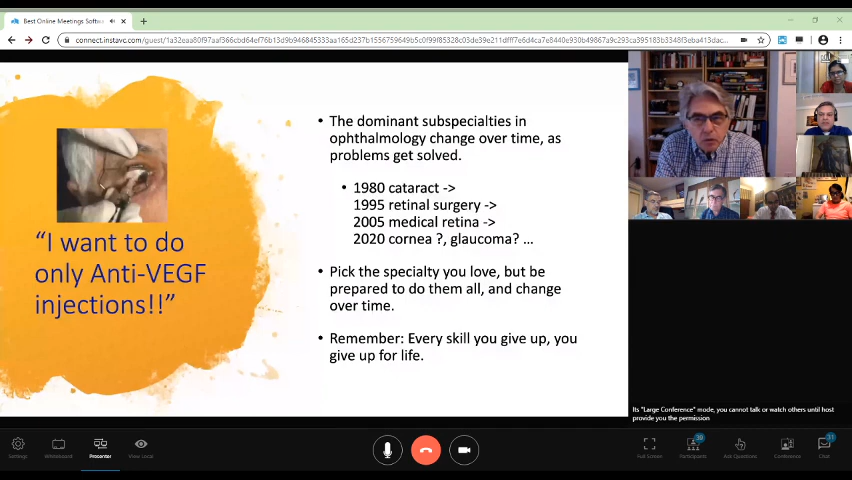 Best Online Meetings Softwa
connect.instavc.com/guest/1a32eaa80f97aaf366cbd64ef76b13d9b946845333aa165d237b1556759649b5c0f99f85328c03de39e211dfff7e6d4ca7e8440e930b49867a9c293ca395183b3348f3eba413dac...
"I want to do
only Anti-VEGF
injections!!"
• The dominant subspecialties in
ophthalmology change over time, as
problems get solved.
• 1980 cataract ->
1995 retinal surgery ->
2005 medical retina ->
2020 cornea ?, glaucoma? ...
• Pick the specialty you love, but be
prepared to do them all, and change
over time.
• Remember: Every skill you give up, you
give up for life.
Its "Large Conference" mode, you cannot talk or watch others until host
provide you the permission
Settings
Whiteboard
Presenter
View Local
Full Screen
Participants
Ask Questions
Conference
Chat
31